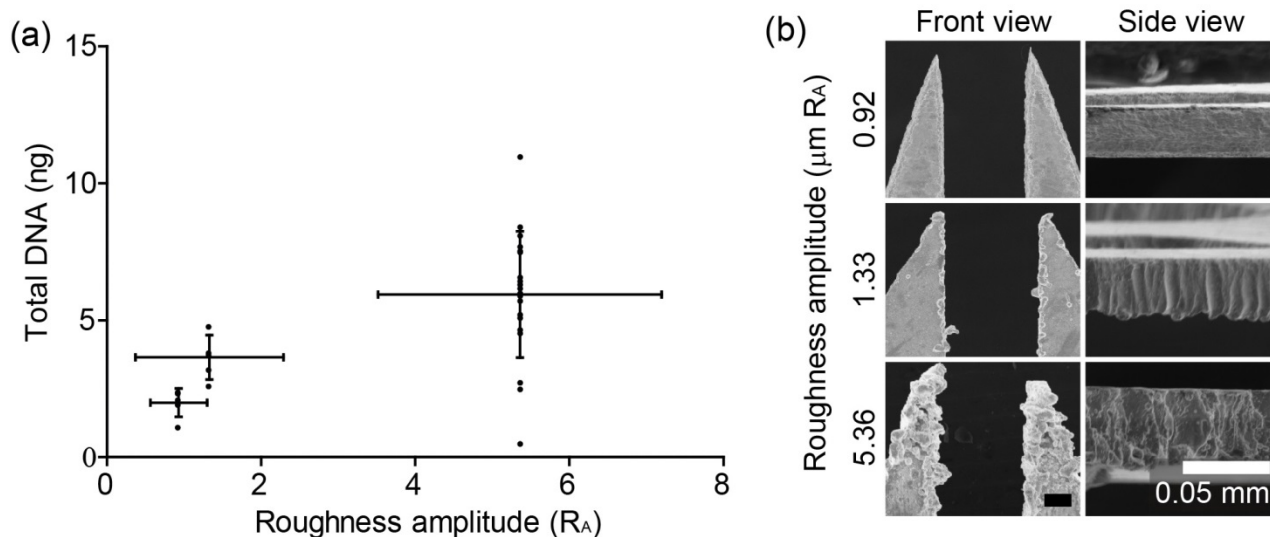 (a)
15
10
5
0
Total DNA (ng)
0 2 4 6 8
Roughness amplitude (RA)
(b)
Front view Side view
Roughness amplitude (μm RA)
0.92
1.33
5.36
0.05 mm